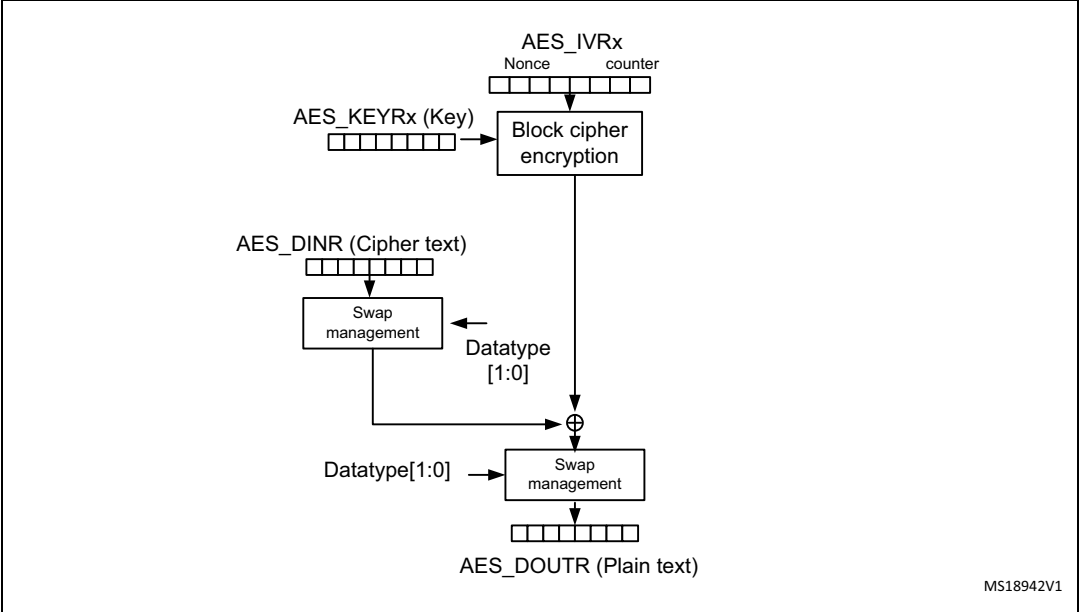 AES_IVRx
Nonce counter
AES_KEYRx (Key)
Block cipher
encryption
AES_DINR (Cipher text)
Swap
management
Datatype
[1:0]
Datatype[1:0]
Swap
management
AES_DOUTR (Plain text)
MS18942V1